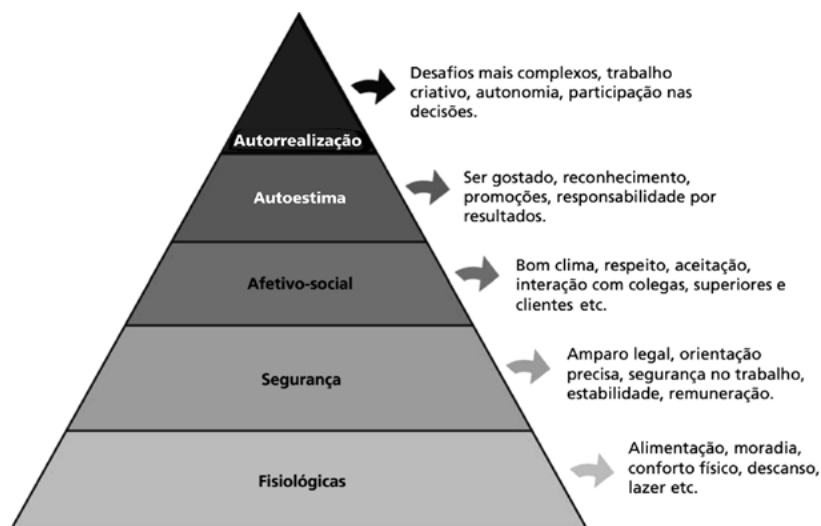 Desafios mais complexos, trabalho
criativo, autonomia, participação nas
decisões.
Autorrealização
Ser gostado, reconhecimento,
promoções, responsabilidade por
resultados.
Autoestima
Bom clima, respeito, aceitação,
interação com colegas, superiores e
clientes etc.
Afetivo-social
Amparo legal, orientação
precisa, segurança no trabalho,
estabilidade, remuneração.
Segurança
Alimentação, moradia,
conforto físico, descanso,
lazer etc.
Fisiológicas